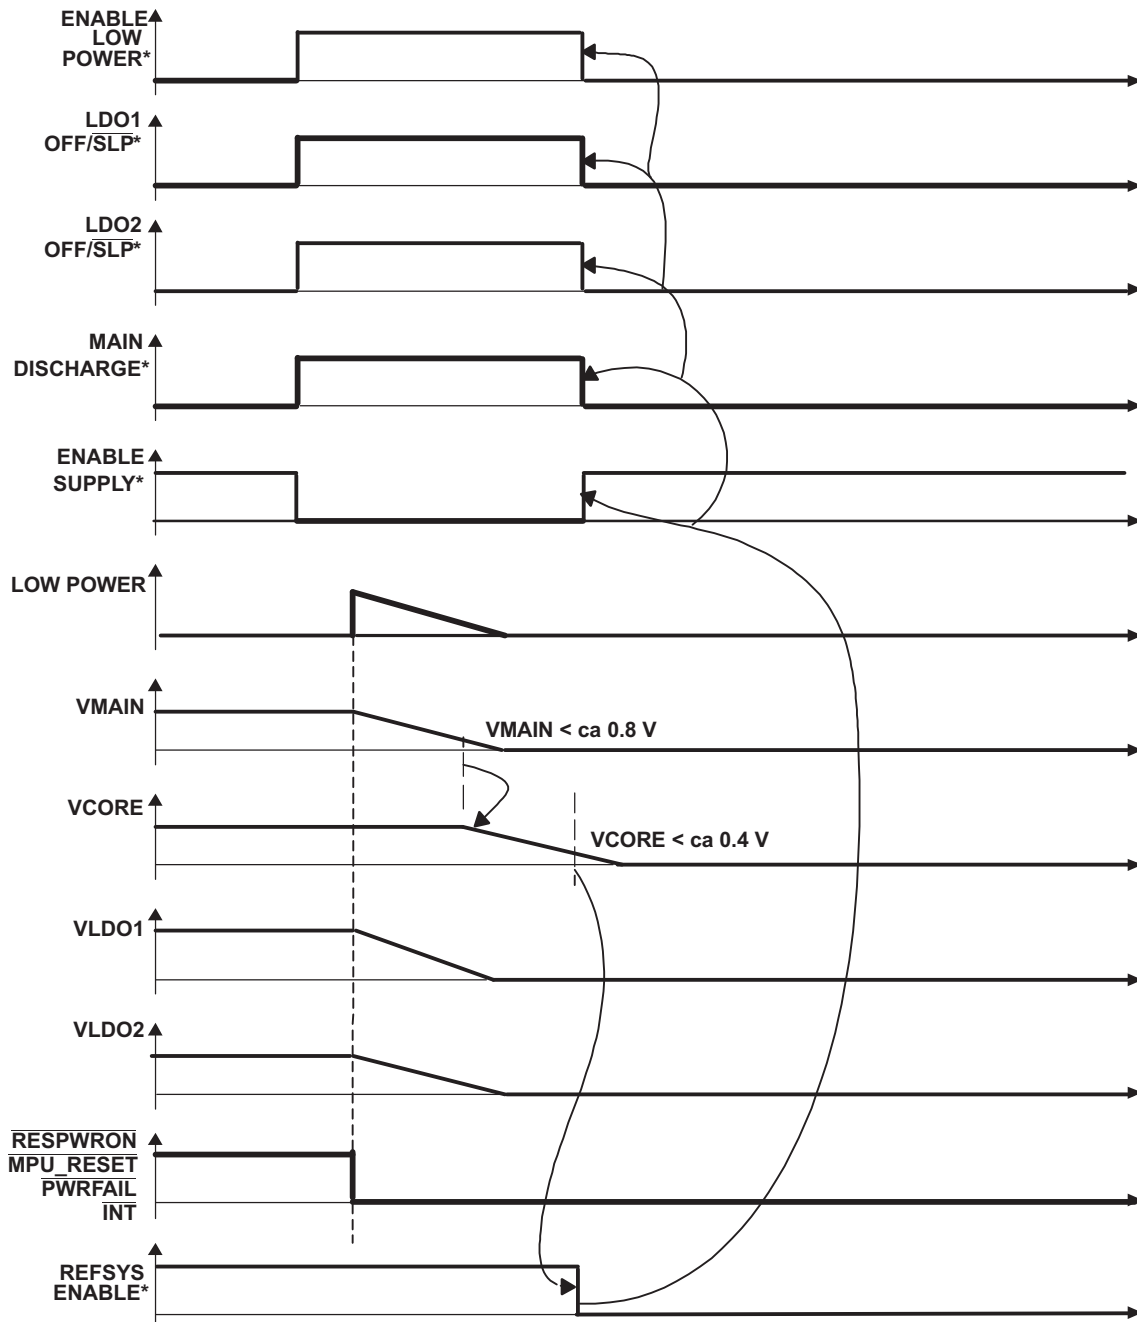 ENABLE
LOW
POWER*
LDO1
OFF/SLP*
LDO2
OFF/SLP*
MAIN
DISCHARGE*
ENABLE
SUPPLY*
LOW POWER
VMAIN
VMAIN < ca 0.8 V
VCORE
VCORE < ca 0.4 V
VLDO1
VLDO2
RESPWRON
MPU_RESET
PWRFAIL
INT
REFSYS
ENABLE*